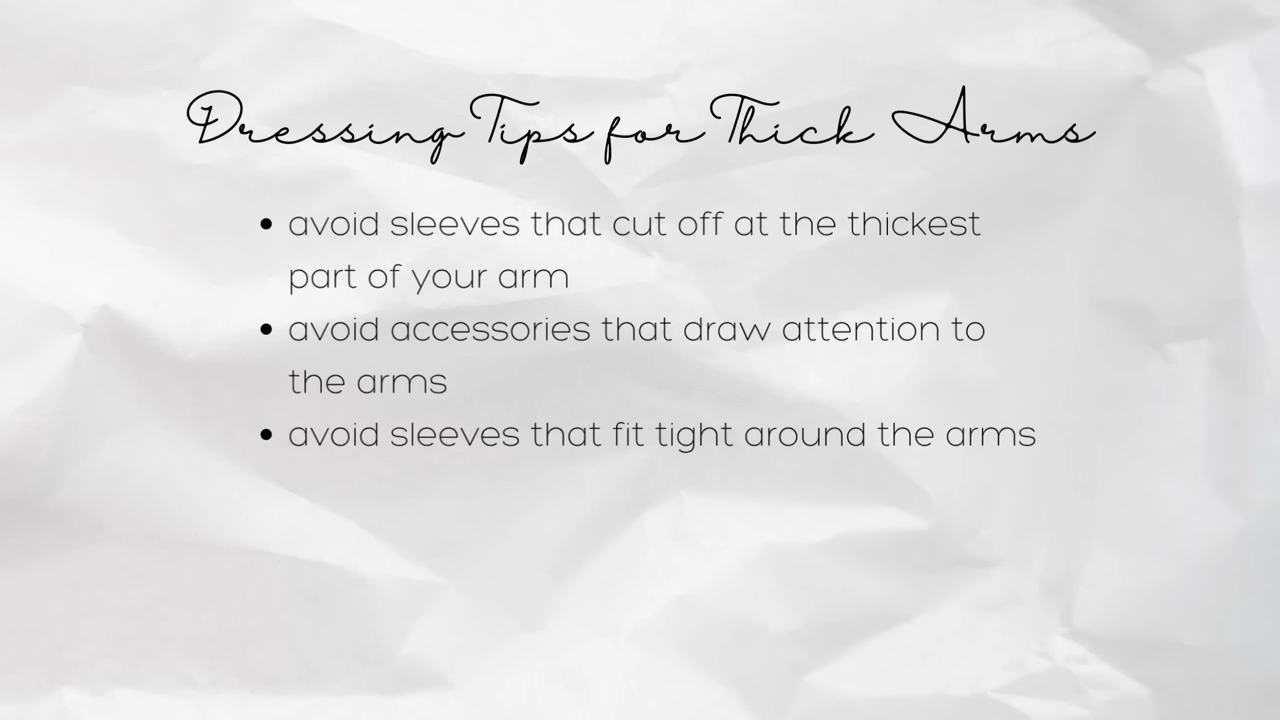 Dressing Tips for Thick Arms
• avoid sleeves that cut off at the thickest
part of your arm
• avoid accessories that draw attention to
the arms
• avoid sleeves that fit tight around the arms